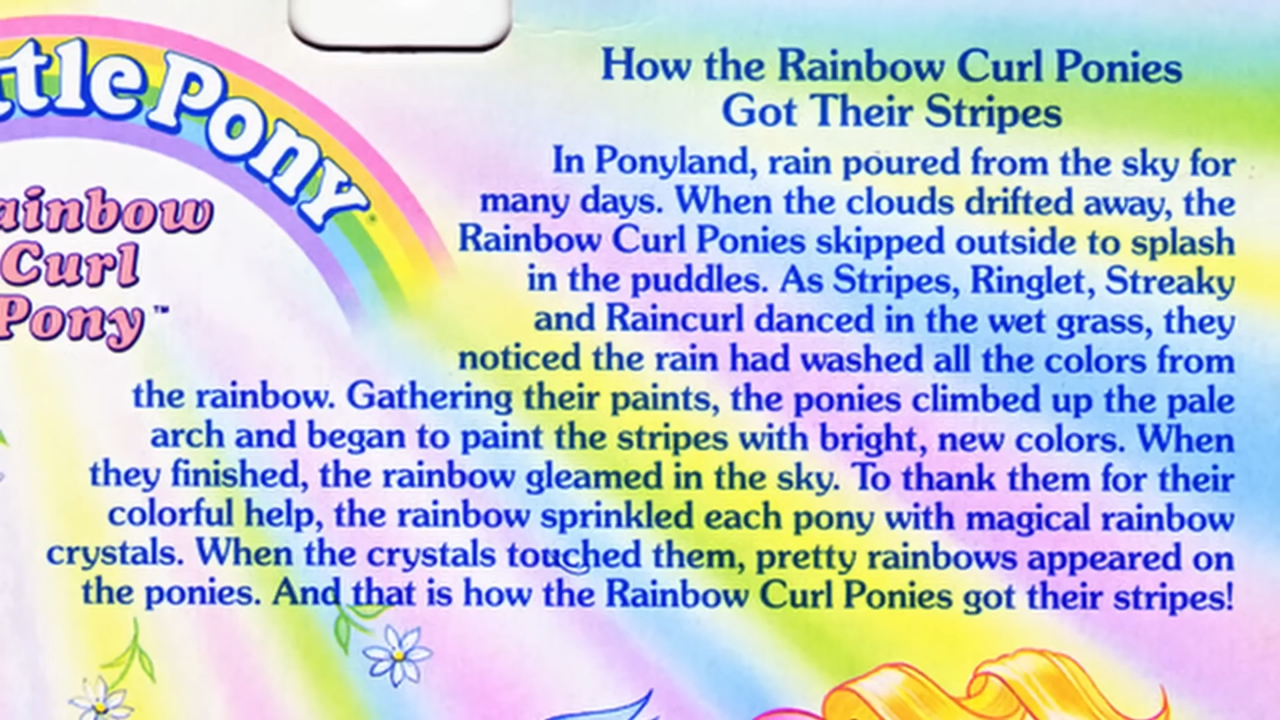 ttle Pony
ainbow
Curl
Pony™
How the Rainbow Curl Ponies
Got Their Stripes
In Ponyland, rain poured from the sky for
many days. When the clouds drifted away, the
Rainbow Curl Ponies skipped outside to splash
in the puddles. As Stripes, Ringlet, Streaky
and Raincurl danced in the wet grass, they
noticed the rain had washed all the colors from
the rainbow. Gathering their paints, the ponies climbed up the pale
arch and began to paint the stripes with bright, new colors. When
they finished, the rainbow gleamed in the sky. To thank them for their
colorful help, the rainbow sprinkled each pony with magical rainbow
crystals. When the crystals touched them, pretty rainbows appeared on
the ponies. And that is how the Rainbow Curl Ponies got their stripes!